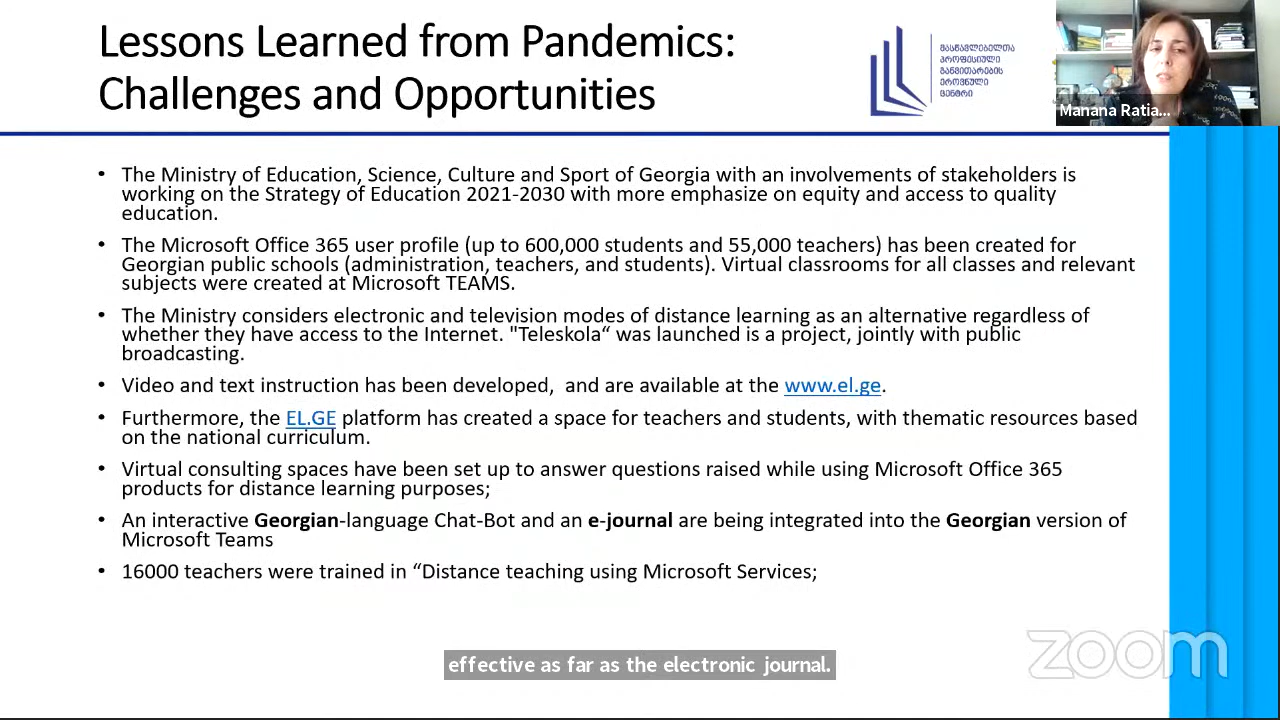 Lessons Learned from Pandemics:
Challenges and Opportunities
მასწავლებელთა
პროფესიული
განვითარების
ეროვნული
ცენტრი
Manana Ratia...
• The Ministry of Education, Science, Culture and Sport of Georgia with an involvements of stakeholders is
working on the Strategy of Education 2021-2030 with more emphasize on equity and access to quality
education.
• The Microsoft Office 365 user profile (up to 600,000 students and 55,000 teachers) has been created for
Georgian public schools (administration, teachers, and students). Virtual classrooms for all classes and relevant
subjects were created at Microsoft TEAMS.
• The Ministry considers electronic and television modes of distance learning as an alternative regardless of
whether they have access to the Internet. "Teleskola“ was launched is a project, jointly with public
broadcasting.
• Video and text instruction has been developed,  and are available at the www.el.ge.
• Furthermore, the EL.GE platform has created a space for teachers and students, with thematic resources based
on the national curriculum.
• Virtual consulting spaces have been set up to answer questions raised while using Microsoft Office 365
products for distance learning purposes;
• An interactive Georgian-language Chat-Bot and an e-journal are being integrated into the Georgian version of
Microsoft Teams
• 16000 teachers were trained in “Distance teaching using Microsoft Services;
zoom
effective as far as the electronic journal.